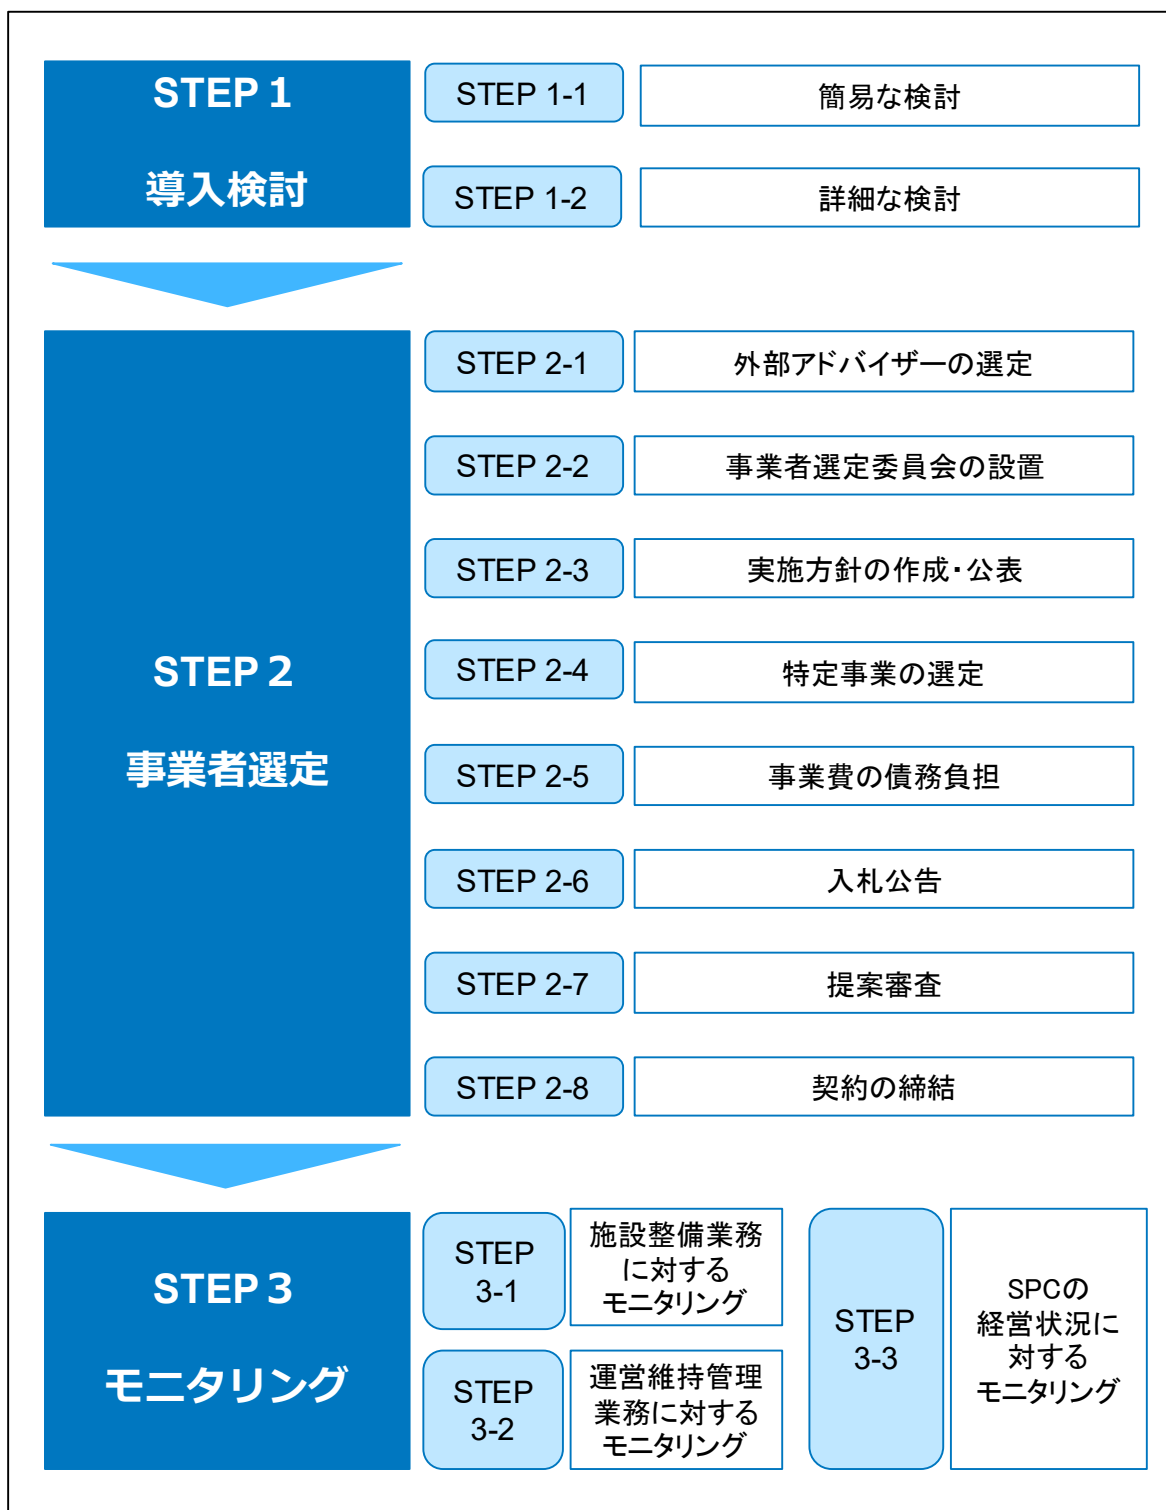 STEP 1
導入検討
STEP 1-1
簡易な検討
STEP 1-2
詳細な検討
STEP 2
事業者選定
STEP 2-1
外部アドバイザーの選定
STEP 2-2
事業者選定委員会の設置
STEP 2-3
実施方針の作成・公表
STEP 2-4
特定事業の選定
STEP 2-5
事業費の債務負担
STEP 2-6
入札公告
STEP 2-7
提案審査
STEP 2-8
契約の締結
STEP 3
モニタリング
STEP
3-1
施設整備業務
に対する
モニタリング
STEP
3-2
運営維持管理
業務に対する
モニタリング
STEP
3-3
SPCの
経営状況に
対する
モニタリング